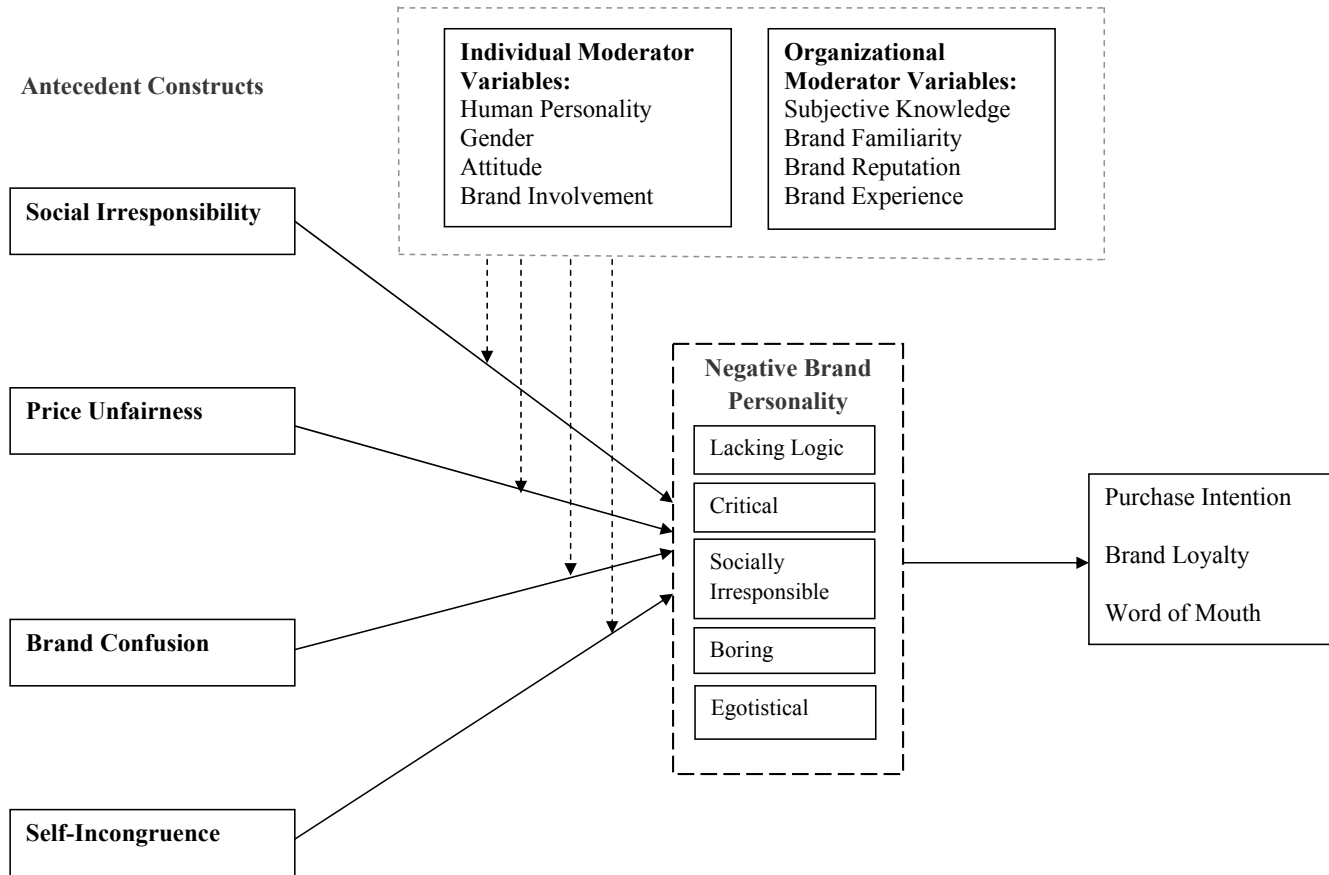 Individual Moderator
Variables:
Human Personality
Gender
Attitude
Brand Involvement
Organizational
Moderator Variables:
Subjective Knowledge
Brand Familiarity
Brand Reputation
Brand Experience
Antecedent Constructs
Social Irresponsibility
Price Unfairness
Brand Confusion
Self-Incongruence
Negative Brand
Personality
Lacking Logic
Critical
Socially
Irresponsible
Boring
Egotistical
Purchase Intention
Brand Loyalty
Word of Mouth